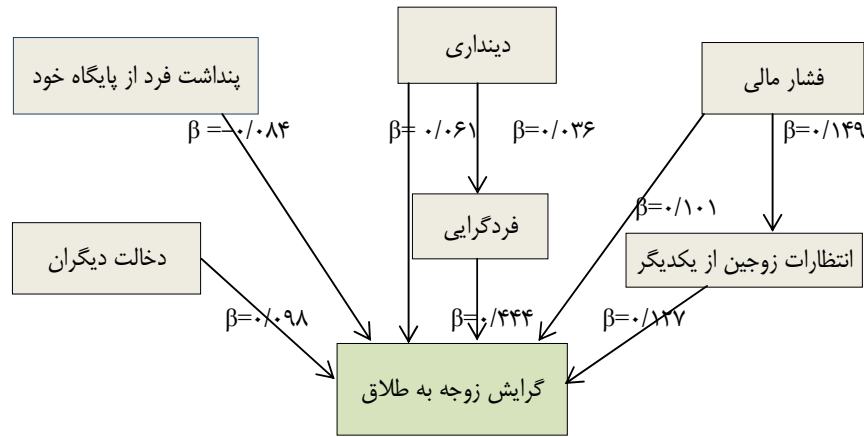 دینداری
فشار مالی
پنداشت فرد از پایگاه خود
β =-۰/۰۸۴
β= ۰/۰۶۱
β=۰/۰۳۶
β=۰/۱۴۹
فردگرایی
β=۰/۱۰۱
دخالت دیگران
انتظارات زوجین از یکدیگر
β=۰/۰۹۸
β=۰/۴۴۴
β=۰/۱۲۷
گرایش زوجه به طلاق